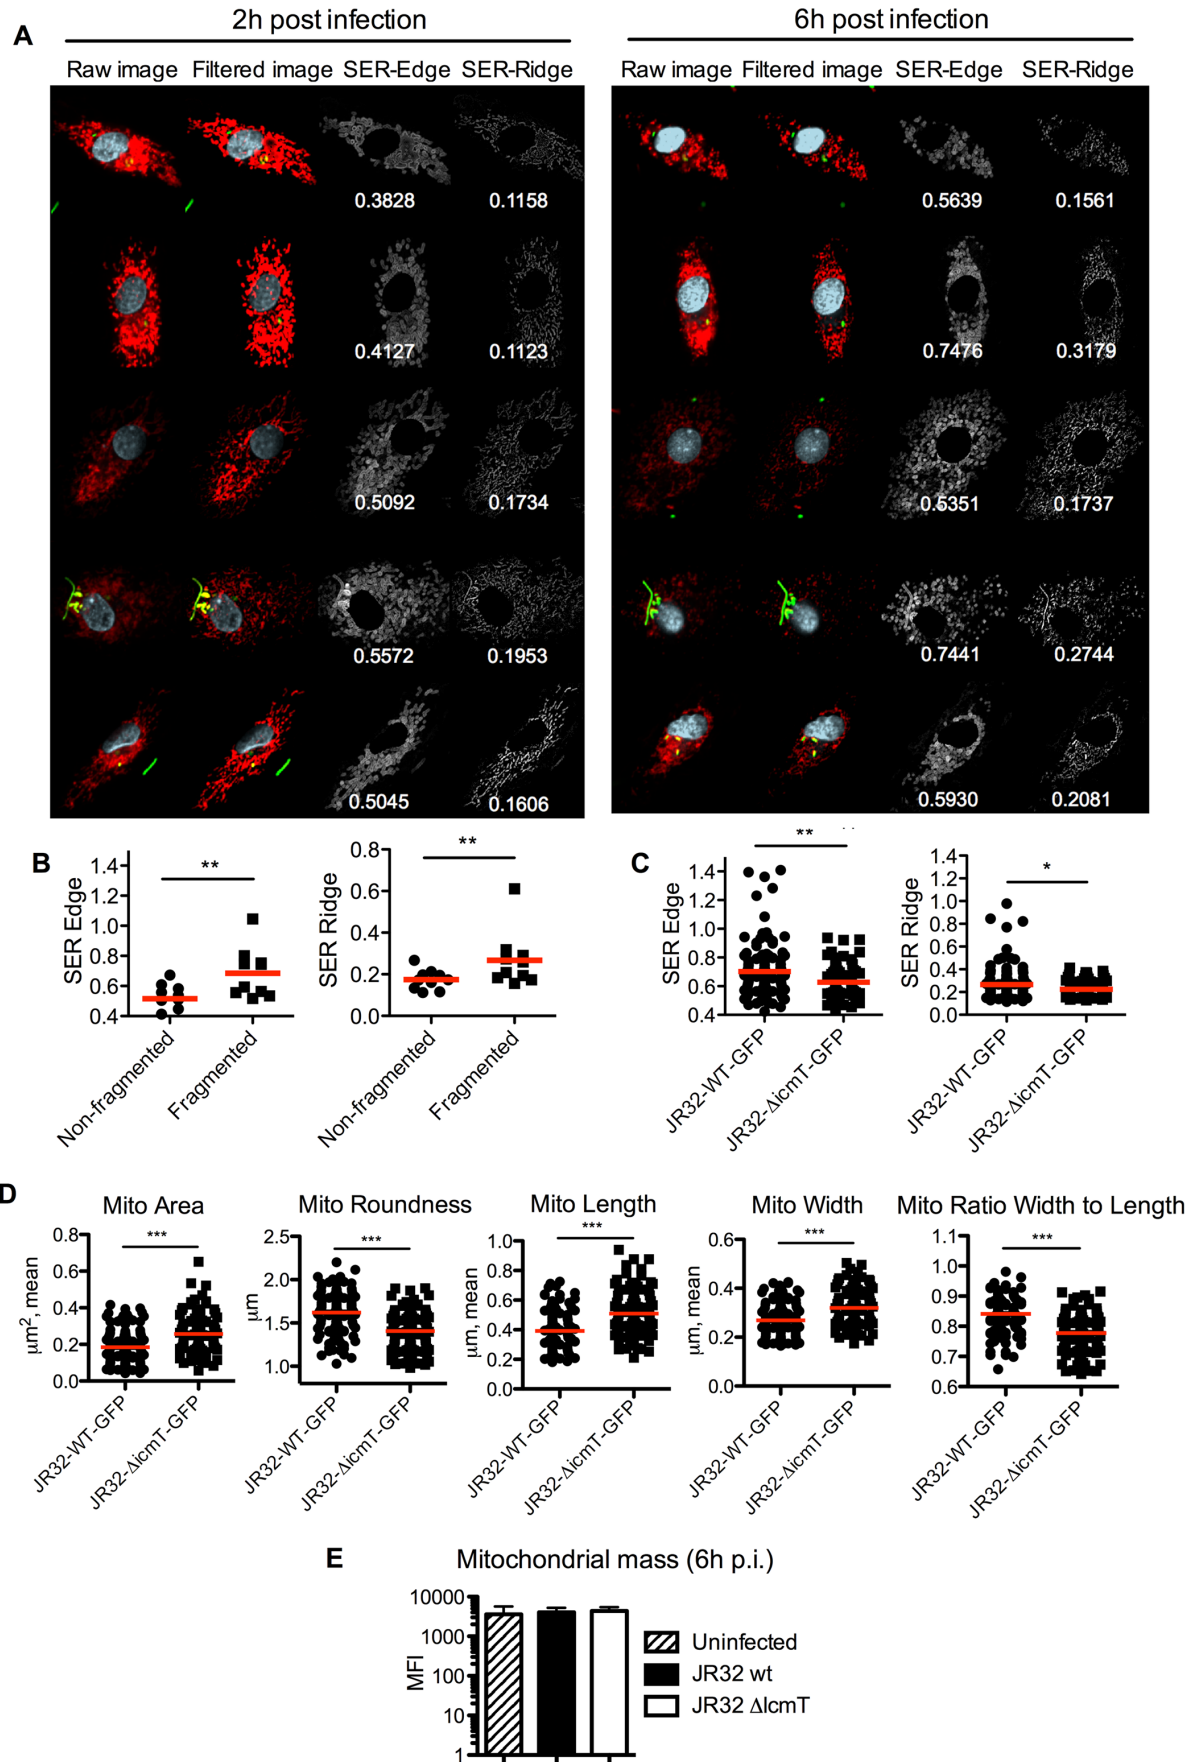 A
2h post infection
6h post infection
Raw image Filtered image SER-Edge SER-Ridge
Raw image Filtered image SER-Edge SER-Ridge
0.3828 0.1158
0.5639 0.1561
0.4127 0.1123
0.7476 0.3179
0.5092 0.1734
0.5351 0.1737
0.5572 0.1953
0.7441 0.2744
0.5045 0.1606
0.5930 0.2081
B
SER Edge
1.4
1.2
1.0
0.8
0.6
0.4
**
Non-fragmented
Fragmented
SER Ridge
0.8
0.6
0.4
0.2
0.0
**
Non-fragmented
Fragmented
C
SER Edge
1.4
1.2
1.0
0.8
0.6
0.4
**
JR32-WT-GFP
JR32-ΔicmT-GFP
SER Ridge
1.4
1.2
1.0
0.8
0.6
0.4
0.2
0.0
*
JR32-WT-GFP
JR32-ΔicmT-GFP
D
Mito Area
μm², mean
0.8
0.6
0.4
0.2
0.0
***
JR32-WT-GFP
JR32-ΔicmT-GFP
Mito Roundness
μm
2.5
2.0
1.5
1.0
***
JR32-WT-GFP
JR32-ΔicmT-GFP
Mito Length
μm, mean
1.0
0.8
0.6
0.4
0.2
0.0
***
JR32-WT-GFP
JR32-ΔicmT-GFP
Mito Width
μm, mean
0.6
0.4
0.2
0.0
***
JR32-WT-GFP
JR32-ΔicmT-GFP
Mito Ratio Width to Length
1.1
1.0
0.9
0.8
0.7
0.6
***
JR32-WT-GFP
JR32-ΔicmT-GFP
E
Mitochondrial mass (6h p.i.)
MFI
10000
1000
100
10
1
Uninfected
JR32 wt
JR32 ΔIcmT